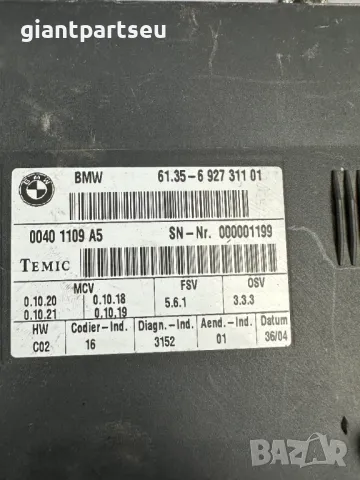 giantpartseu
BMW 61.35-6 927 311 01
0040 1109 A5 SN-Nr. 000001199
TEMIC
MCV FSV OSV
0.10.20 0.10.18 5.6.1 3.3.3
0.10.21 0.10.19
HW Codier-Ind. Diagn.-Ind. Aend.-Ind. Datum
C02 16 3152 01 36/04
BAZAR